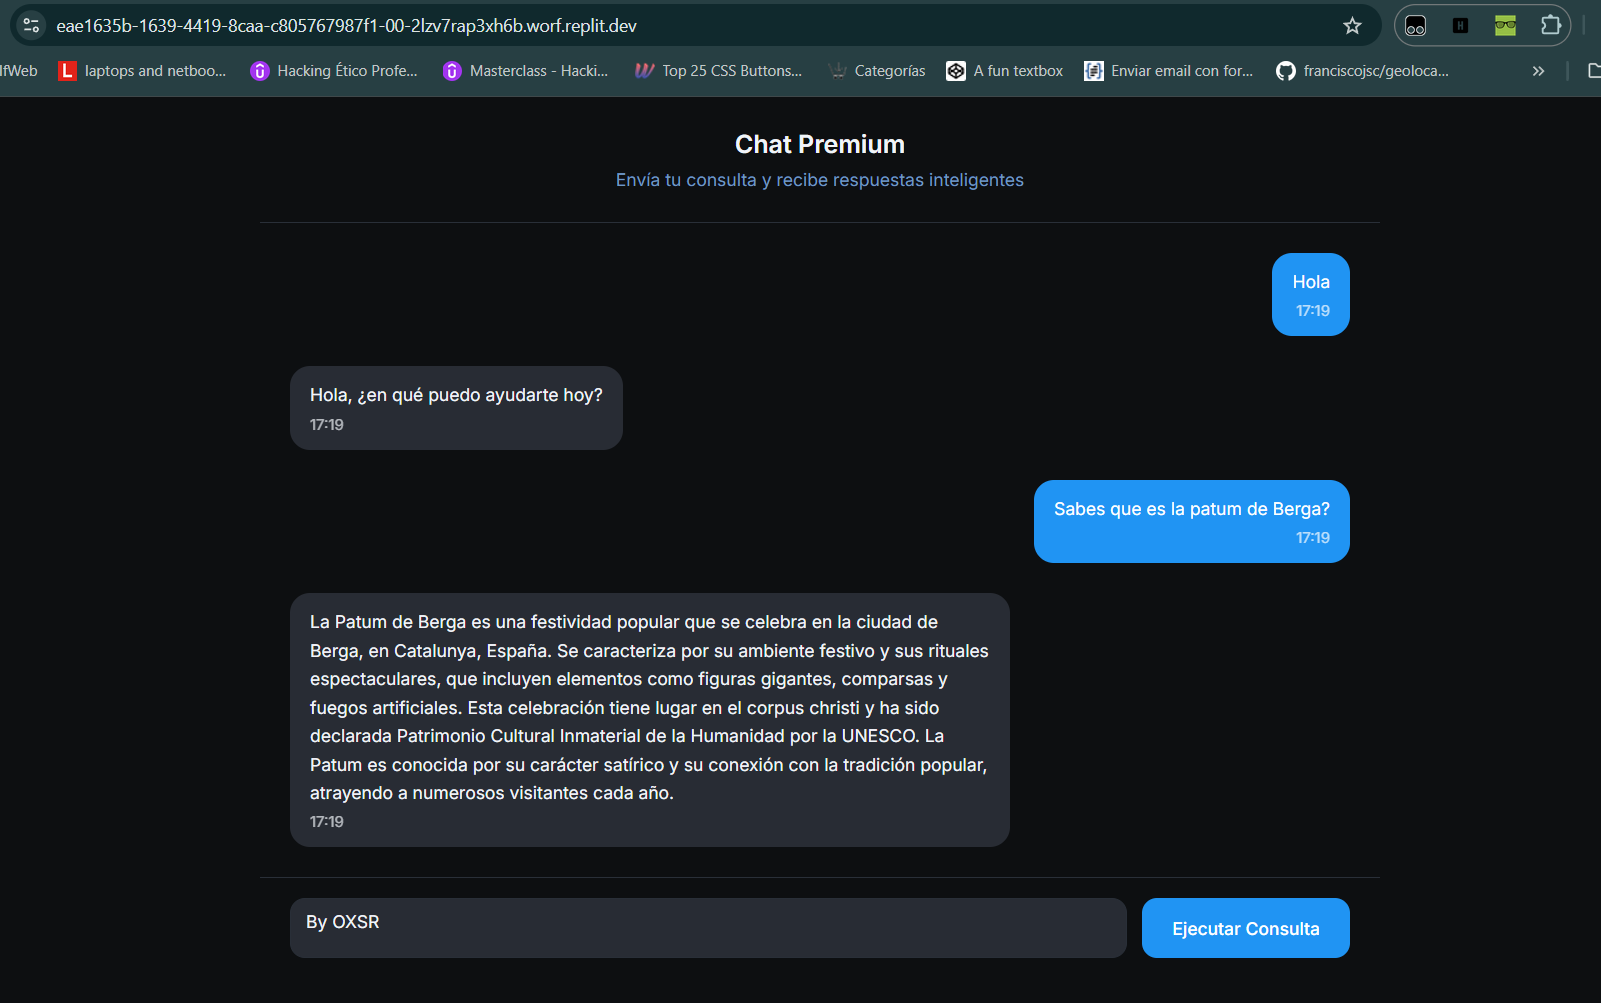 eae1635b-1639-4419-8caa-c805767987f1-00-2lzv7rap3xh6b.worf.replit.dev
lfWeb L laptops and netboo... Hacking Ético Profe... Masterclass - Hacki... Top 25 CSS Buttons... Categorías A fun textbox Enviar email con for... franciscojsc/geoloca... »
Chat Premium
Envía tu consulta y recibe respuestas inteligentes
Hola
17:19
Hola, ¿en qué puedo ayudarte hoy?
17:19
Sabes que es la patum de Berga?
17:19
La Patum de Berga es una festividad popular que se celebra en la ciudad de
Berga, en Catalunya, España. Se caracteriza por su ambiente festivo y sus rituales
espectaculares, que incluyen elementos como figuras gigantes, comparsas y
fuegos artificiales. Esta celebración tiene lugar en el corpus christi y ha sido
declarada Patrimonio Cultural Inmaterial de la Humanidad por la UNESCO. La
Patum es conocida por su carácter satírico y su conexión con la tradición popular,
atrayendo a numerosos visitantes cada año.
17:19
By OXSR
Ejecutar Consulta